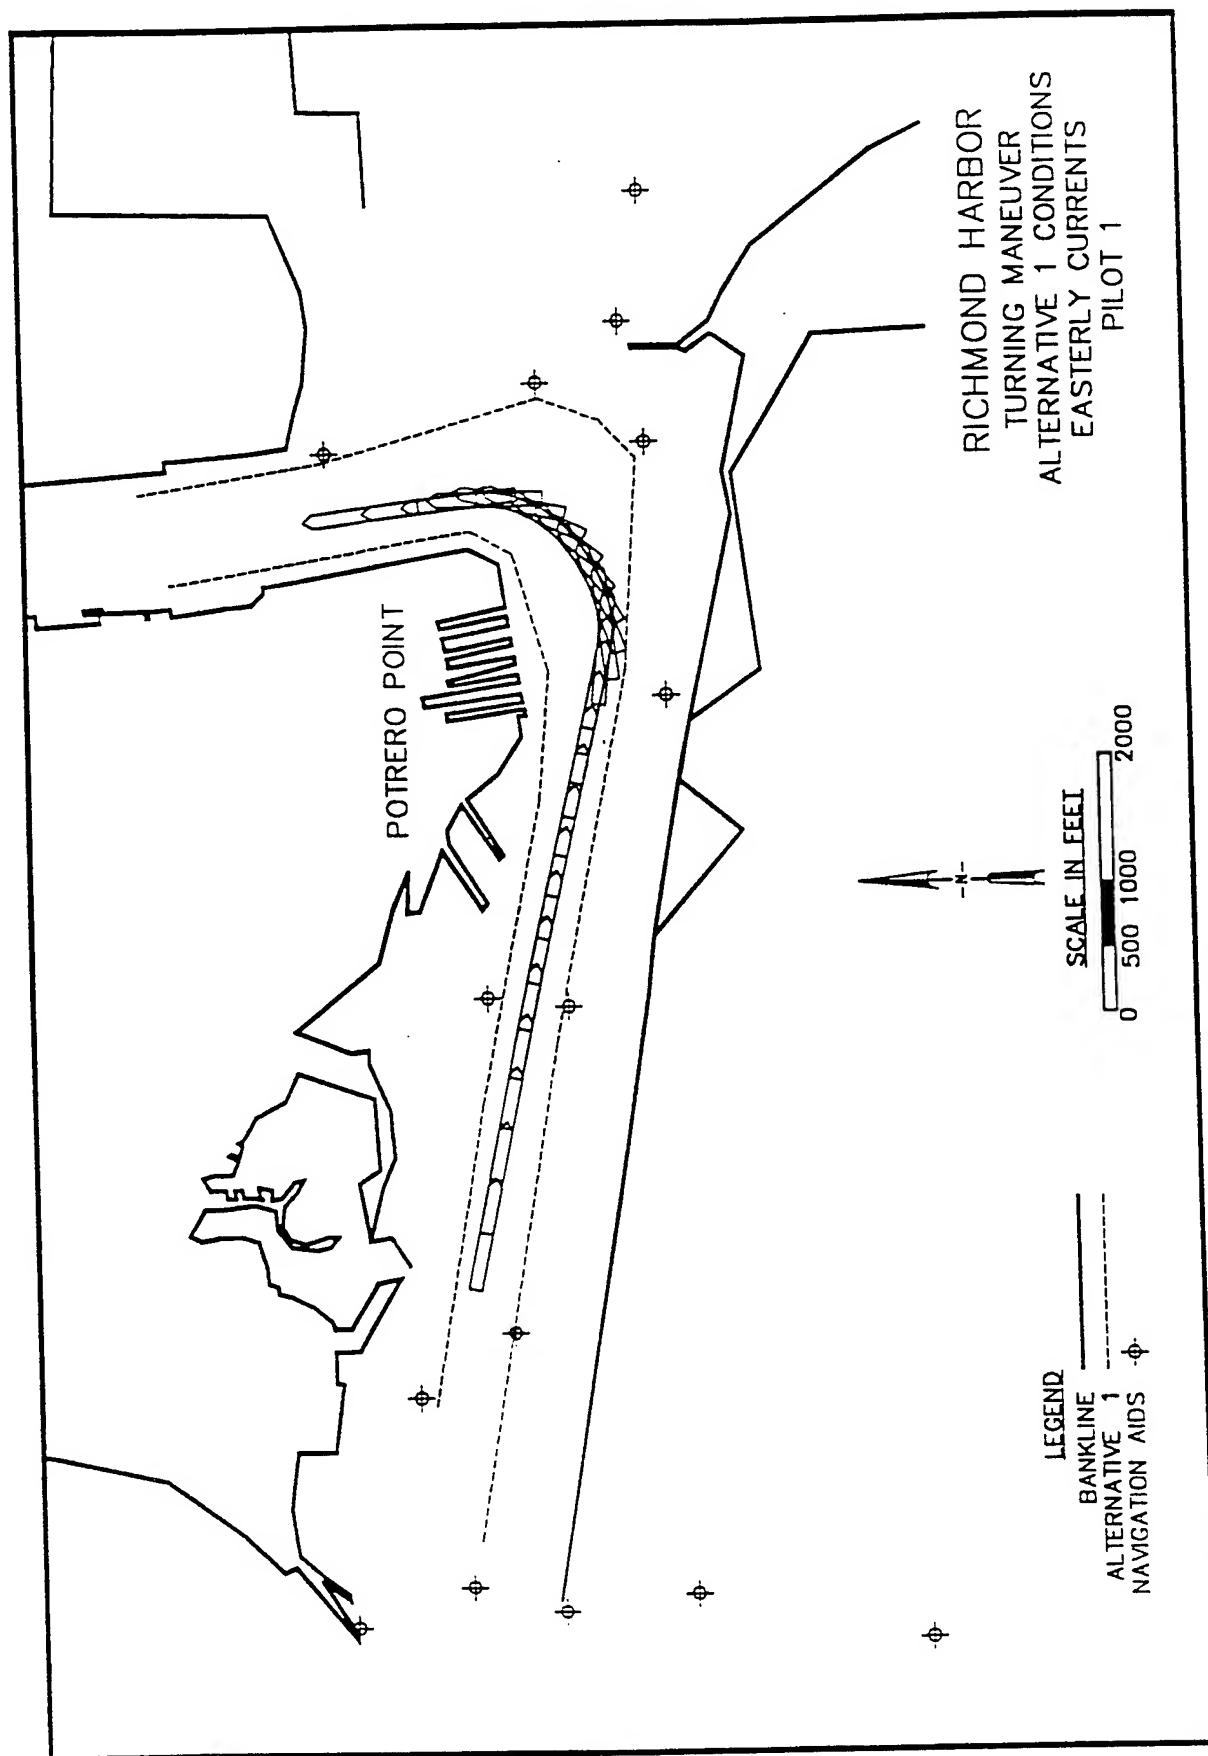 RICHMOND HARBOR
TURNING MANEUVER
ALTERNATIVE 1 CONDITIONS
EASTERLY CURRENTS
PILOT 1
POTRERO POINT
-N-
SCALE IN FEET
0 500 1000 2000
LEGEND
BANKLINE
ALTERNATIVE 1
NAVIGATION AIDS